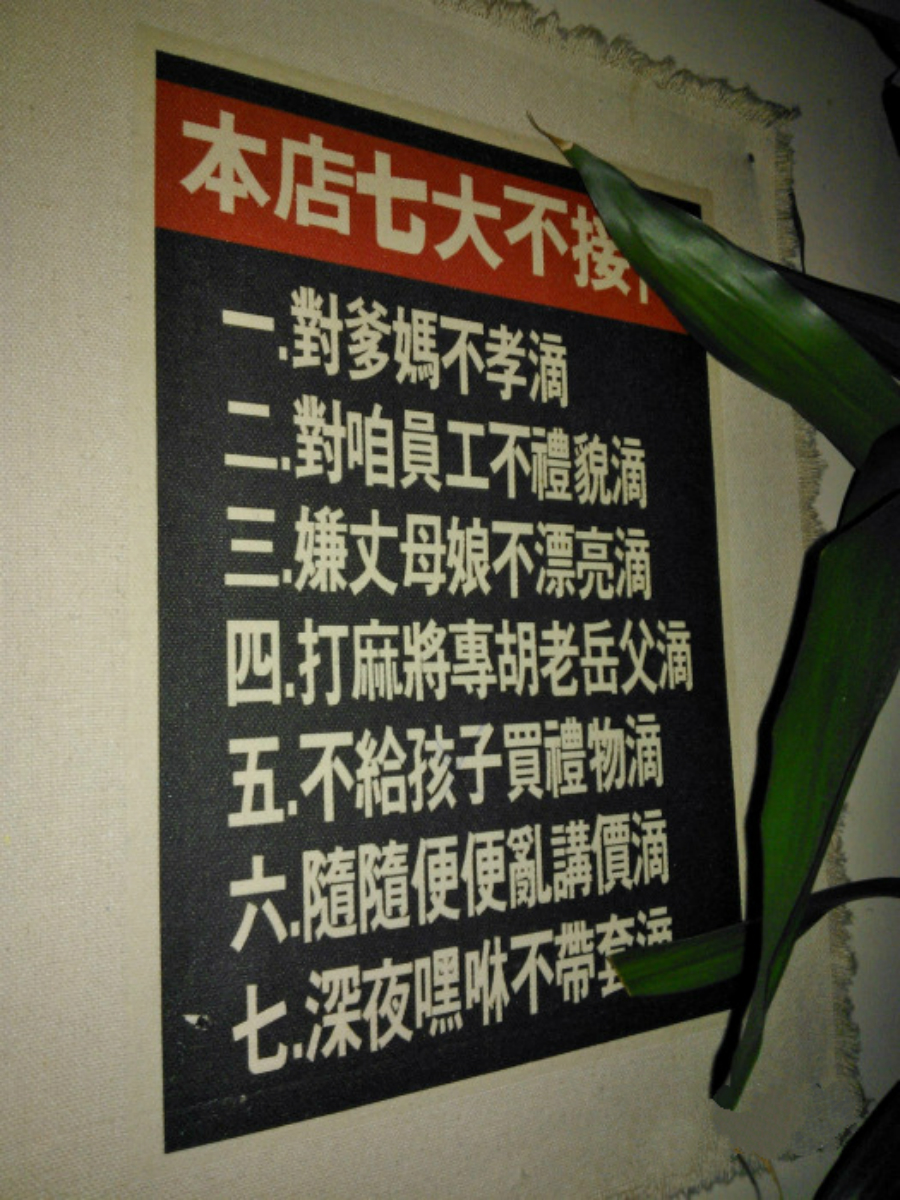 本店七大不接
一.對爹媽不孝滴
二.對咱員工不禮貌滴
三.嫌丈母娘不漂亮滴
四.打麻將專胡老岳父滴
五.不給孩子買禮物滴
六.隨隨便便亂講價滴
七.深夜嘿咻不帶套滴